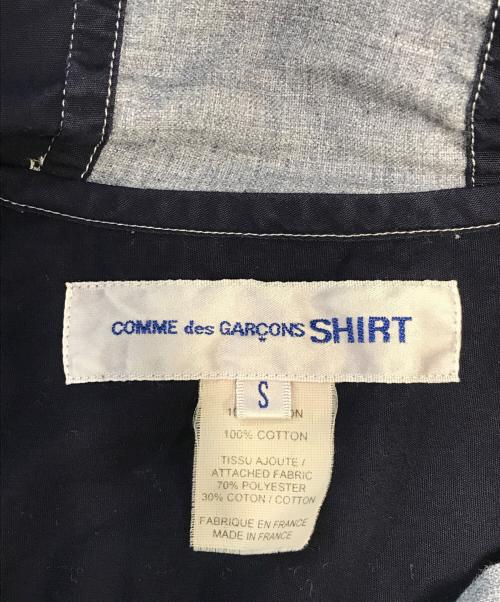 COMME des GARÇONS SHIRT
S
100% COTTON
TISSU AJOUTE /
ATTACHED FABRIC
70% POLYESTER
30% COTON / COTTON
FABRIQUE EN FRANCE
MADE IN FRANCE